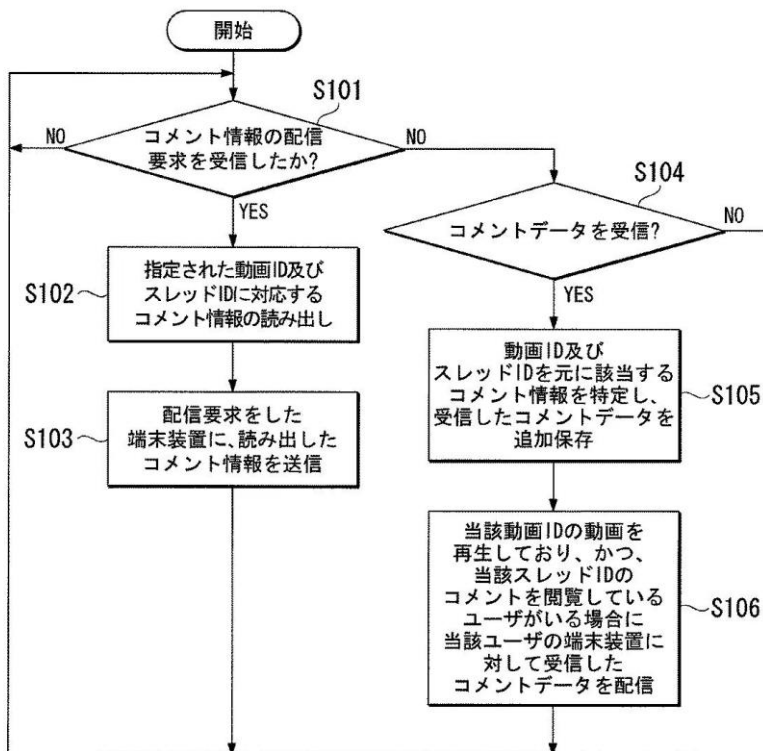 開始
S101
NO
コメント情報の配信
要求を受信したか?
NO
YES
S104
コメントデータを受信?
NO
YES
S102
指定された動画ID及び
スレッドIDに対応する
コメント情報の読み出し
S103
配信要求をした
端末装置に、読み出した
コメント情報を送信
動画ID及び
スレッドIDを元に該当する
コメント情報を特定し、
受信したコメントデータを
追加保存
S105
当該動画IDの動画を
再生しており、かつ、
当該スレッドIDの
コメントを閲覧している
ユーザがいる場合に
当該ユーザの端末装置に
対して受信した
コメントデータを配信
S106